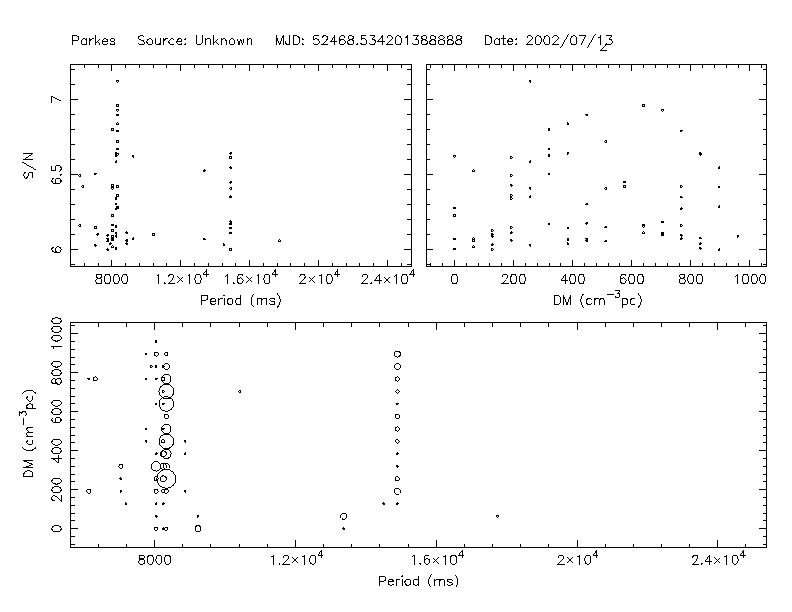 Parkes Source: Unknown MJD: 52468.534201388888 Date: 2002/07/12
S/N
7
6.5
6
8000 1.2×10⁴ 1.6×10⁴ 2×10⁴ 2.4×10⁴
Period (ms)
0 200 400 600 800 1000
DM (cm⁻³pc)
DM (cm⁻³pc)
1000
800
600
400
200
0
8000 1.2×10⁴ 1.6×10⁴ 2×10⁴ 2.4×10⁴
Period (ms)